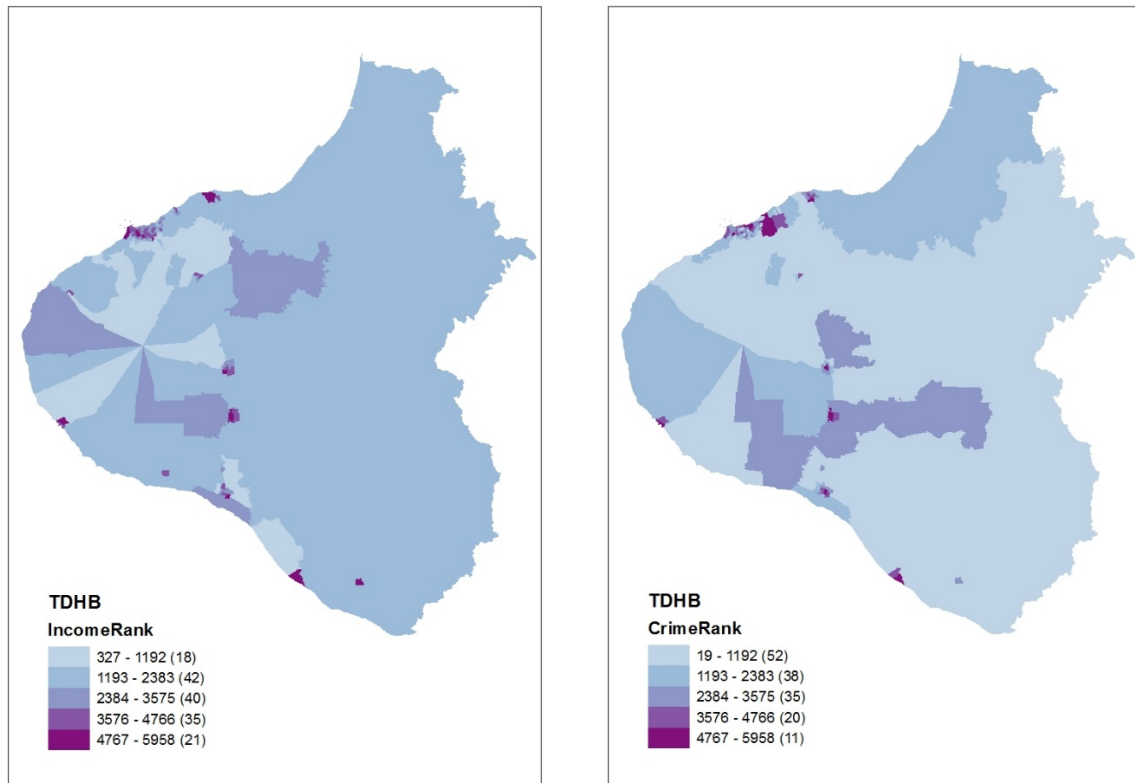 TDHB
IncomeRank
327 - 1192 (18)
1193 - 2383 (42)
2384 - 3575 (40)
3576 - 4766 (35)
4767 - 5958 (21)
TDHB
CrimeRank
19 - 1192 (52)
1193 - 2383 (38)
2384 - 3575 (35)
3576 - 4766 (20)
4767 - 5958 (11)